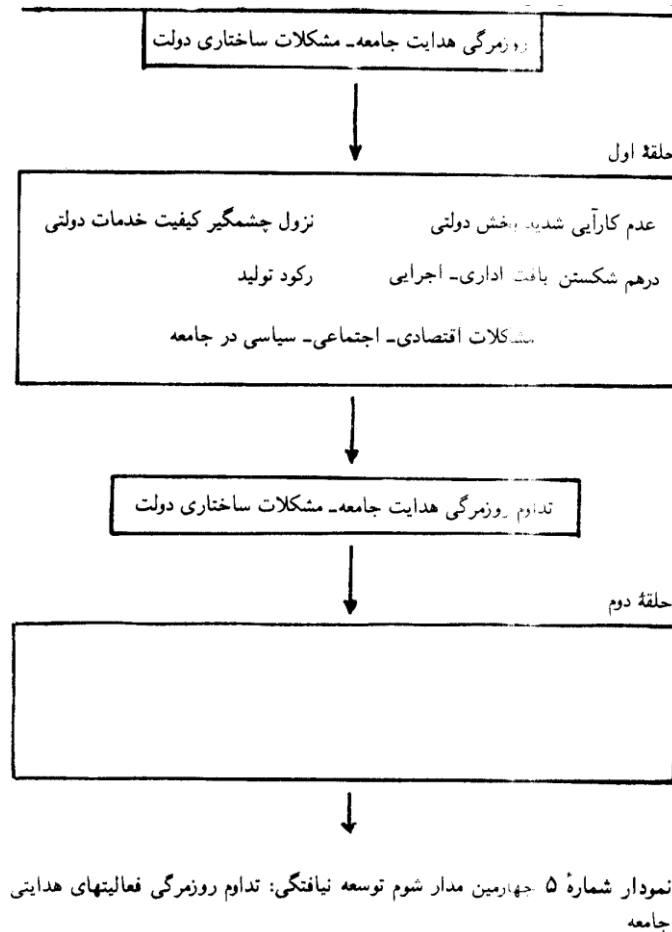 روزمرگی هدایت جامعه ـ مشکلات ساختاری دولت
حلقهٔ اول
عدم کارآیی شدید بخش دولتی نزول چشمگیر کیفیت خدمات دولتی
درهم شکستن بافت اداری ـ اجرایی رکود تولید
مشکلات اقتصادی ـ اجتماعی ـ سیاسی در جامعه
تداوم روزمرگی هدایت جامعه ـ مشکلات ساختاری دولت
حلقهٔ دوم
نمودار شمارهٔ ۵ چهارمین مدار شوم توسعه نیافتگی: تداوم روزمرگی فعالیتهای هدایتی
جامعه